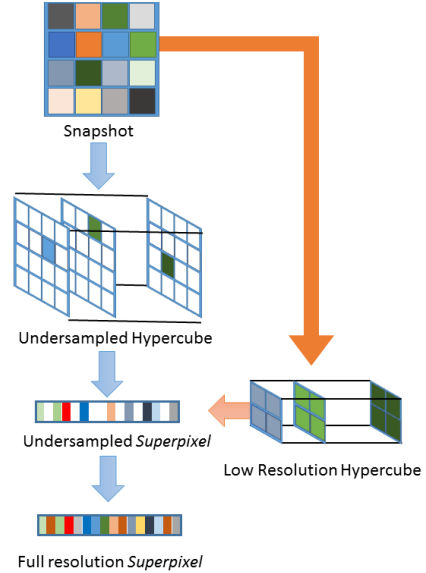 Snapshot
Undersampled Hypercube
Undersampled Superpixel
Low Resolution Hypercube
Full resolution Superpixel